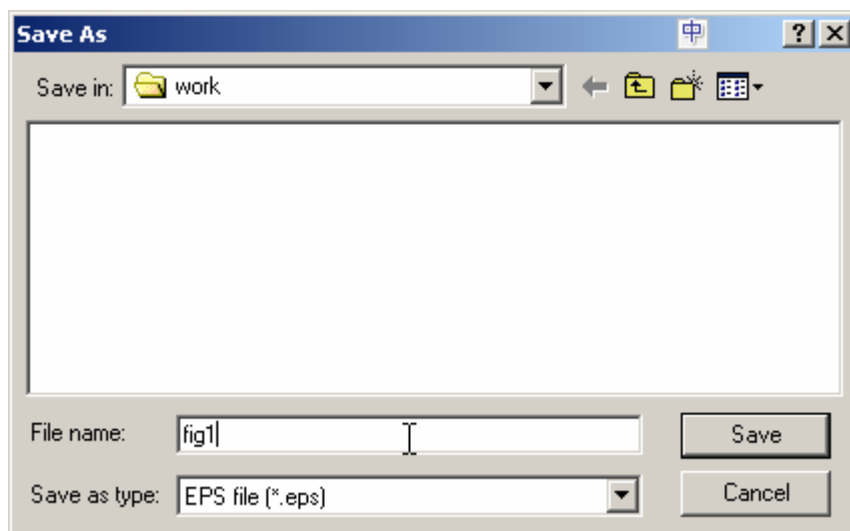 Save As 中 ?
Save in: work
File name: fig1
Save
Save as type: EPS file (*.eps)
Cancel